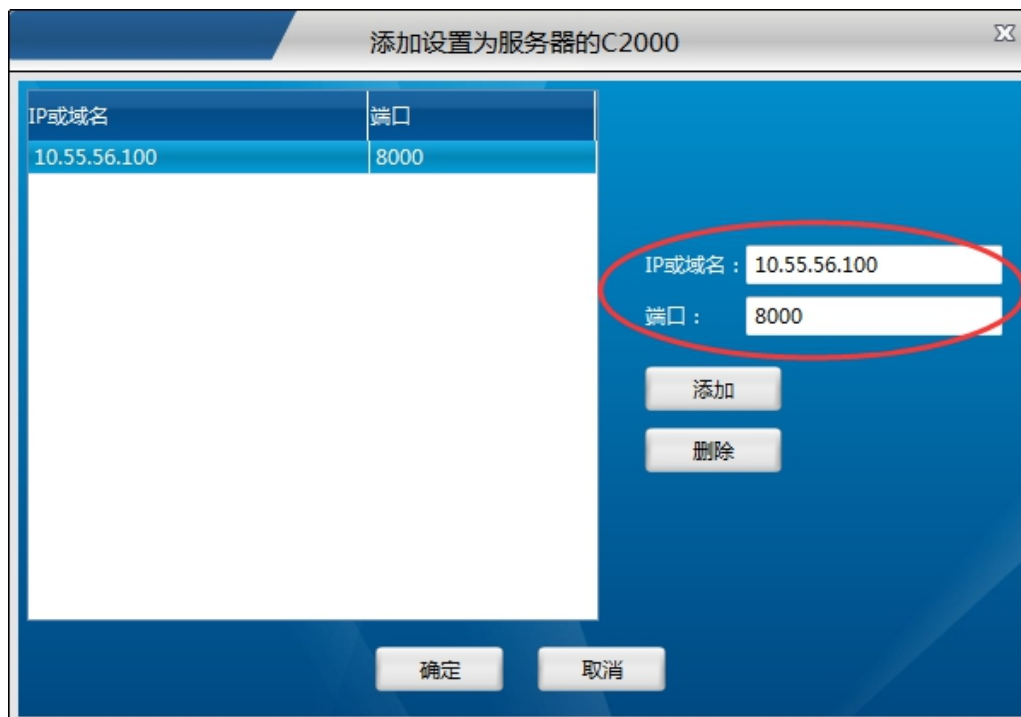 添加设置为服务器的C2000
IP或域名 端口
10.55.56.100 8000
IP或域名： 10.55.56.100
端口： 8000
添加
删除
确定 取消